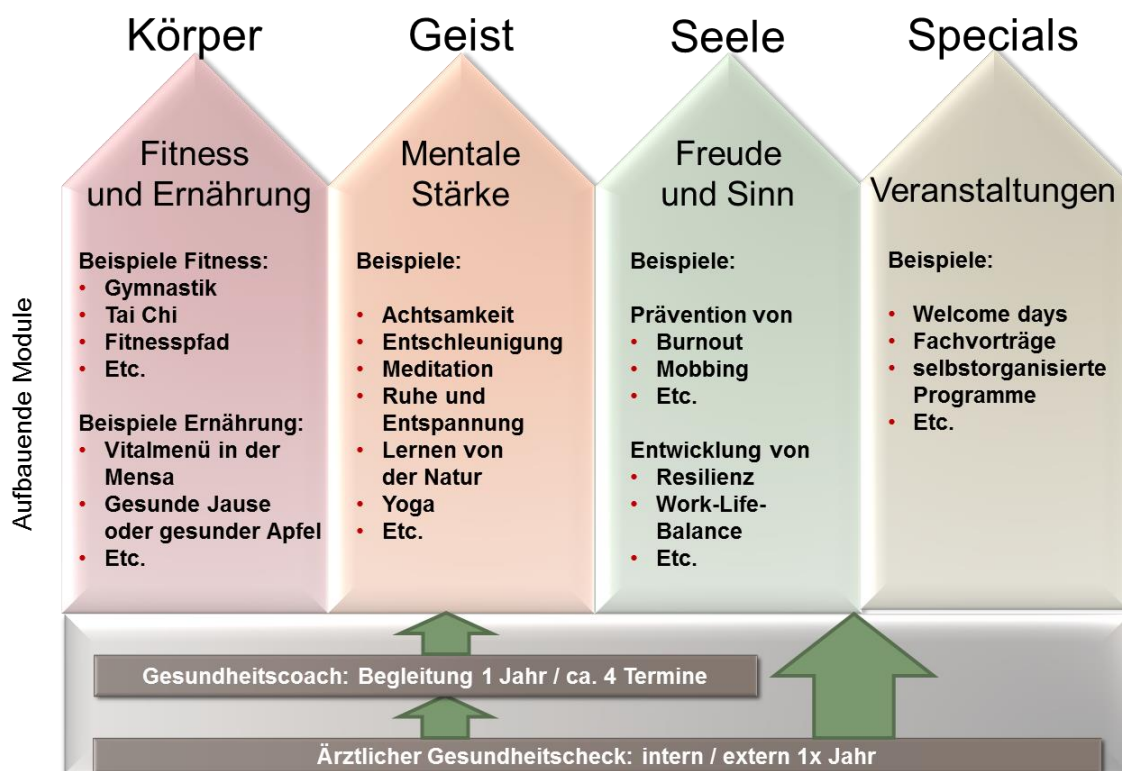 Körper
Geist
Seele
Specials
Aufbauende Module
Fitness
und Ernährung
Beispiele Fitness:
• Gymnastik
• Tai Chi
• Fitnesspfad
• Etc.
Beispiele Ernährung:
• Vitalmenü in der
Mensa
• Gesunde Jause
oder gesunder Apfel
• Etc.
Mentale
Stärke
Beispiele:
• Achtsamkeit
• Entschleunigung
• Meditation
• Ruhe und
Entspannung
• Lernen von
der Natur
• Yoga
• Etc.
Freude
und Sinn
Beispiele:
Prävention von
• Burnout
• Mobbing
• Etc.
Entwicklung von
• Resilienz
• Work-Life-
Balance
• Etc.
Veranstaltungen
Beispiele:
• Welcome days
• Fachvorträge
• selbstorganisierte
Programme
• Etc.
Gesundheitscoach: Begleitung 1 Jahr / ca. 4 Termine
Ärztlicher Gesundheitscheck: intern / extern 1x Jahr